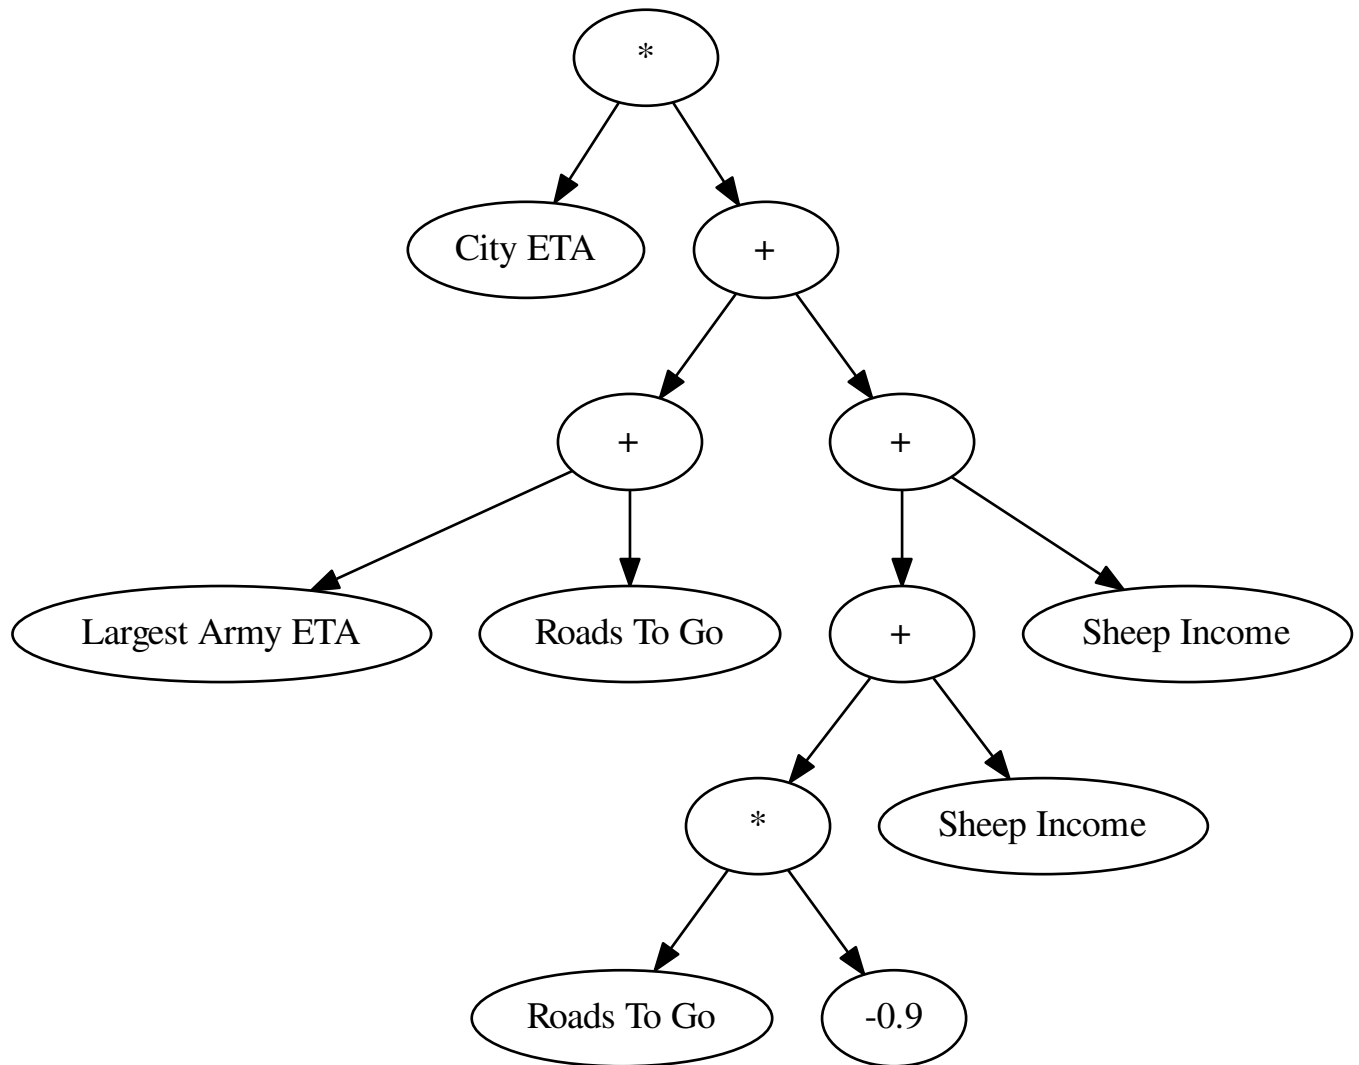 *
City ETA
+
+
+
Largest Army ETA
Roads To Go
+
Sheep Income
*
Sheep Income
Roads To Go
-0.9